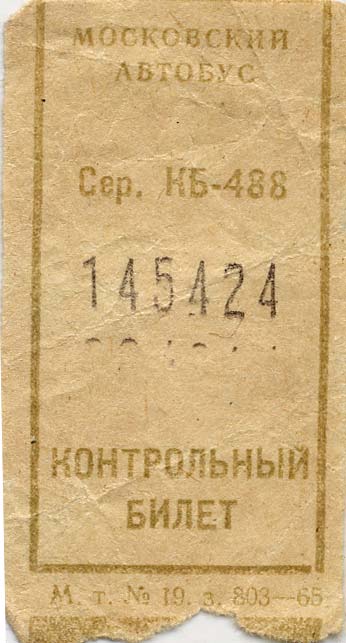 МОСКОВСКИЙ
АВТОБУС
Сер. КБ-488
145424
КОНТРОЛЬНЫЙ
БИЛЕТ
М. т. № 19. з. 803—65